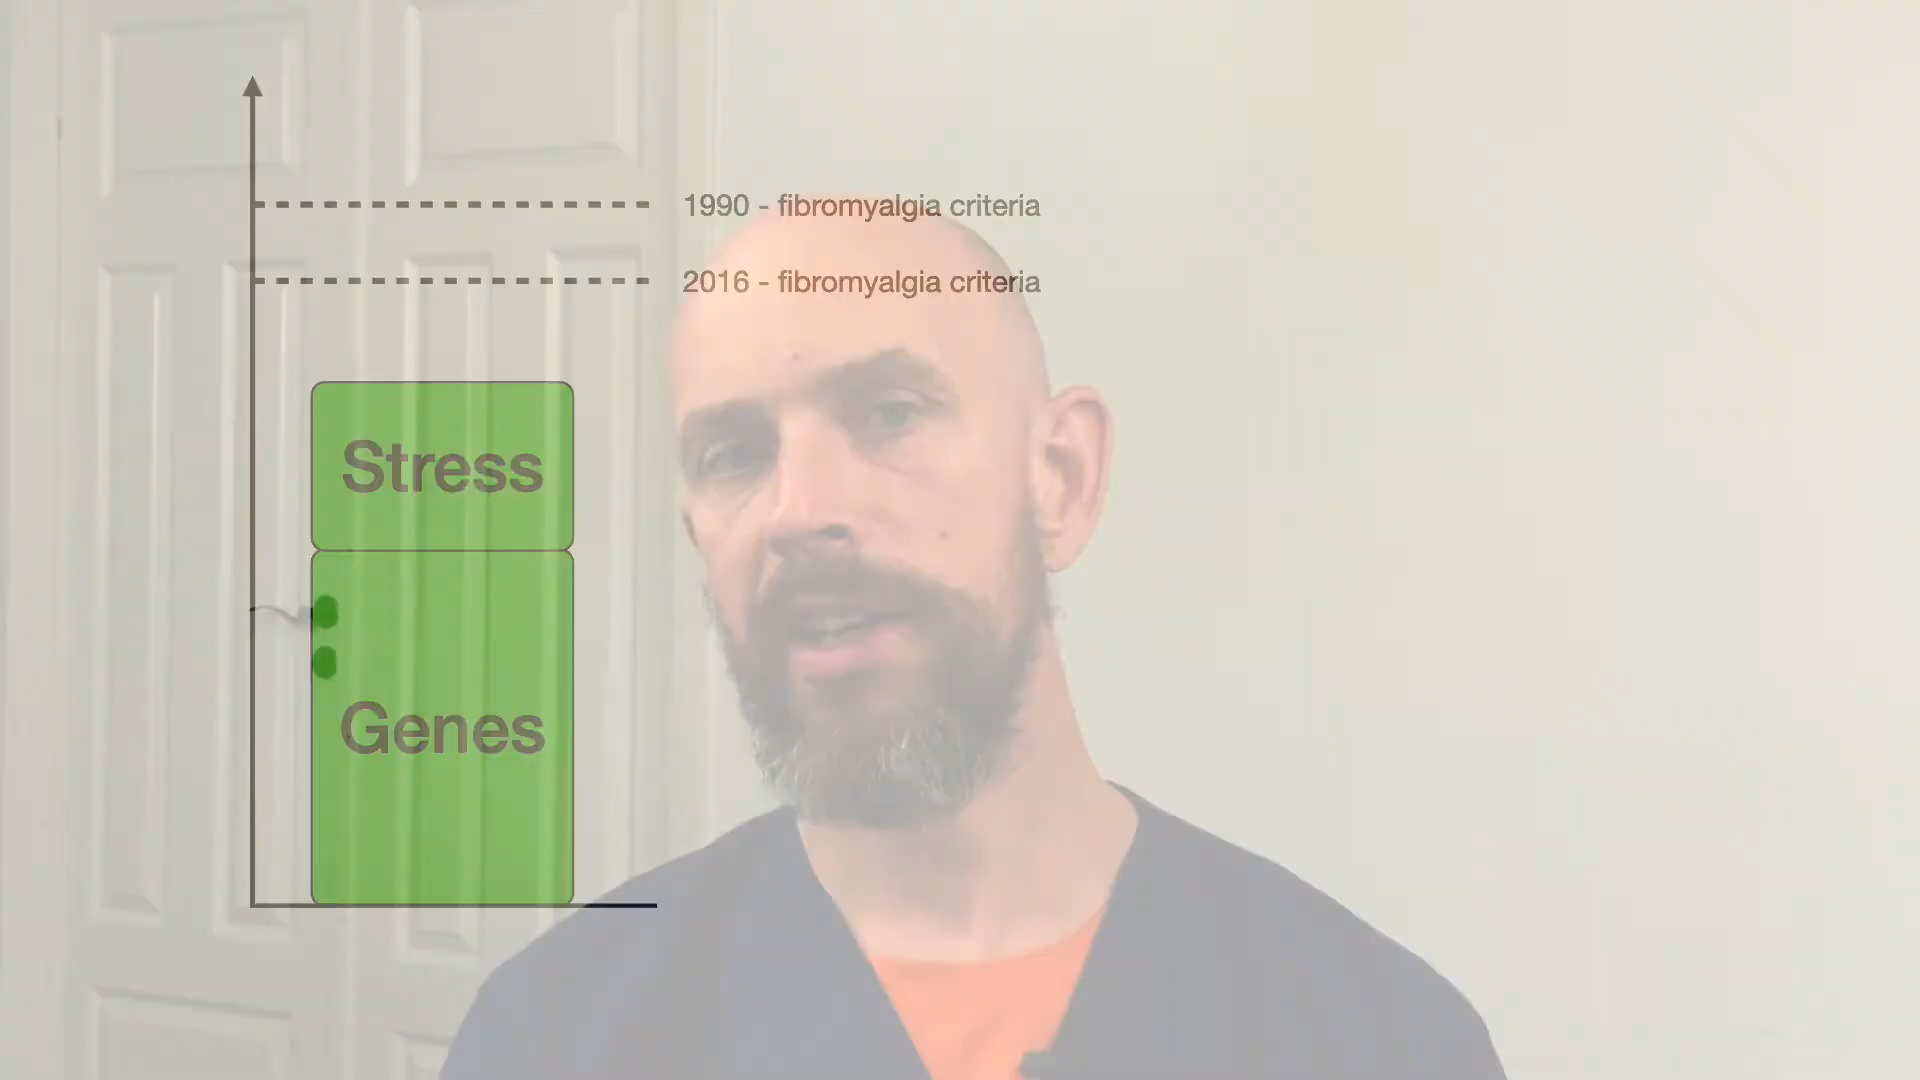 1990 - fibromyalgia criteria
2016 - fibromyalgia criteria
Stress
Genes